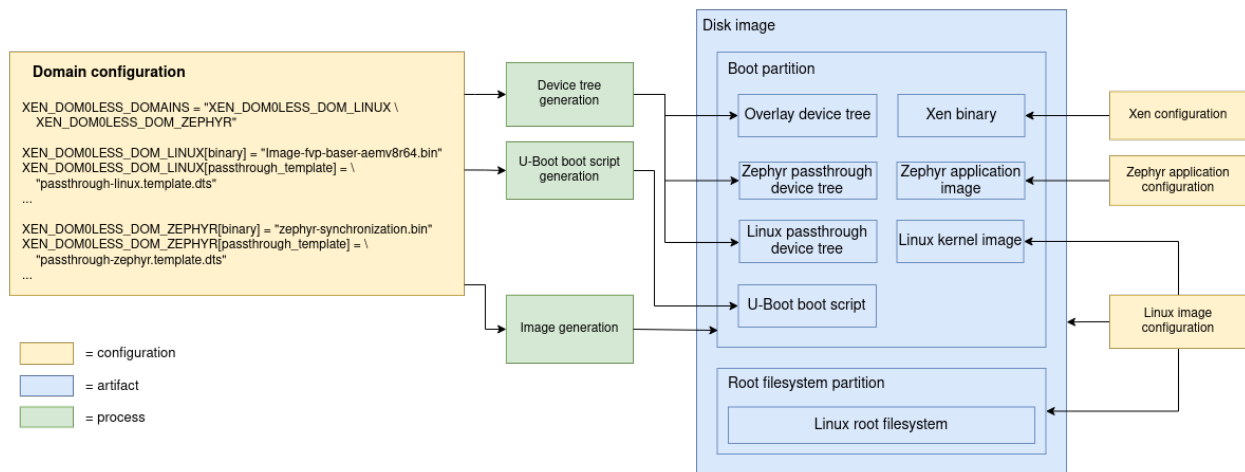 Domain configuration
XEN_DOM0LESS_DOMAINS = "XEN_DOM0LESS_DOM_LINUX \
XEN_DOM0LESS_DOM_ZEPHYR"
XEN_DOM0LESS_DOM_LINUX[binary] = "Image-fvp-baser-aemv8r64.bin"
XEN_DOM0LESS_DOM_LINUX[passthrough_template] = \
"passthrough-linux.template.dts"
...
XEN_DOM0LESS_DOM_ZEPHYR[binary] = "zephyr-synchronization.bin"
XEN_DOM0LESS_DOM_ZEPHYR[passthrough_template] = \
"passthrough-zephyr.template.dts"
...
= configuration
= artifact
= process
Device tree
generation
U-Boot boot script
generation
Image generation
Disk image
Boot partition
Overlay device tree
Xen binary
Zephyr passthrough
device tree
Zephyr application
image
Linux passthrough
device tree
Linux kernel image
U-Boot boot script
Root filesystem partition
Linux root filesystem
Xen configuration
Zephyr application
configuration
Linux image
configuration